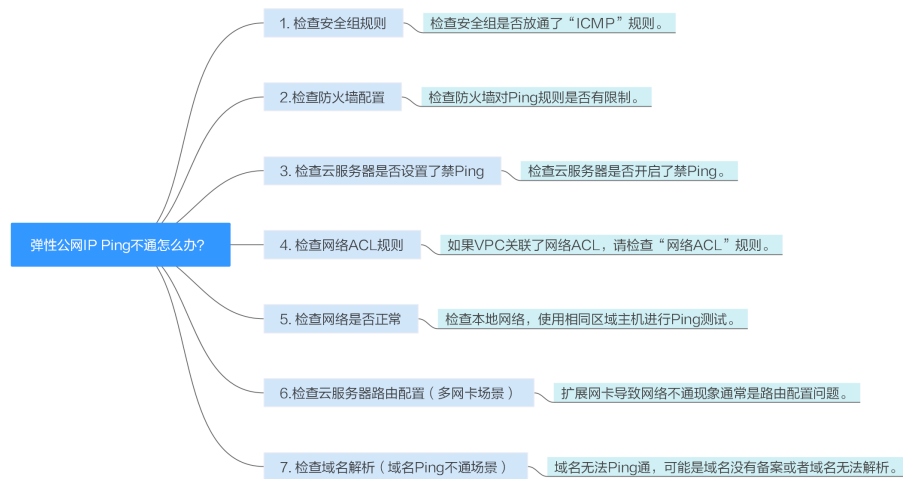 1. 检查安全组规则
检查安全组是否放通了“ICMP”规则。
2.检查防火墙配置
检查防火墙对Ping规则是否有限制。
3. 检查云服务器是否设置了禁Ping
检查云服务器是否开启了禁Ping。
弹性公网IP Ping不通怎么办?
4. 检查网络ACL规则
如果VPC关联了网络ACL，请检查“网络ACL”规则。
5. 检查网络是否正常
检查本地网络，使用相同区域主机进行Ping测试。
6.检查云服务器路由配置（多网卡场景）
扩展网卡导致网络不通现象通常是路由配置问题。
7. 检查域名解析（域名Ping不通场景）
域名无法Ping通，可能是域名没有备案或者域名无法解析。